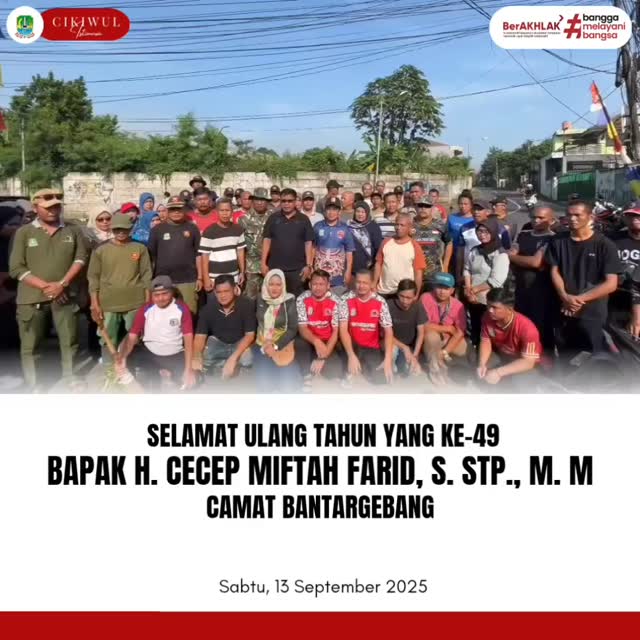 CIKIWUL
Istimewa
BerAKHLAK
#bangga
melayani
bangsa
SELAMAT ULANG TAHUN YANG KE-49
BAPAK H. CECEP MIFTAH FARID, S. STP., M. M
CAMAT BANTARGEBANG
Sabtu, 13 September 2025